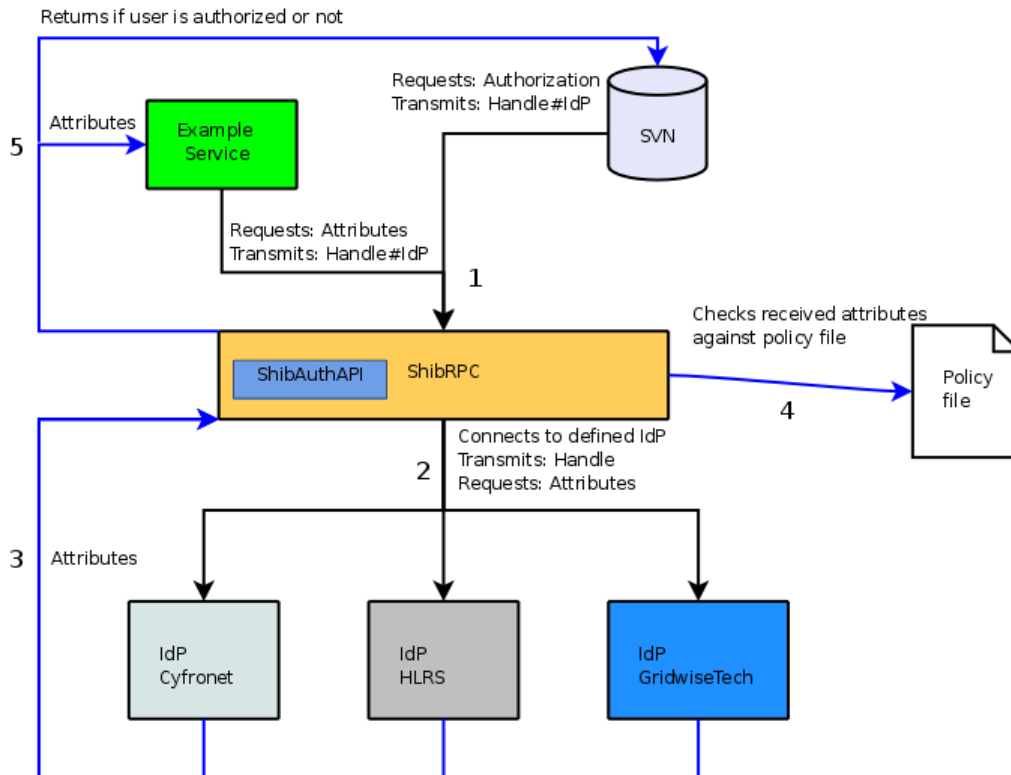 Returns if user is authorized or not
Requests: Authorization
Transmits: Handle#IdP
SVN
5
Attributes
Example
Service
Requests: Attributes
Transmits: Handle#IdP
1
Checks received attributes
against policy file
ShibAuthAPI
ShibRPC
Policy
file
4
2
Connects to defined IdP
Transmits: Handle
Requests: Attributes
3
Attributes
IdP
Cyfronet
IdP
HLRS
IdP
GridwiseTech